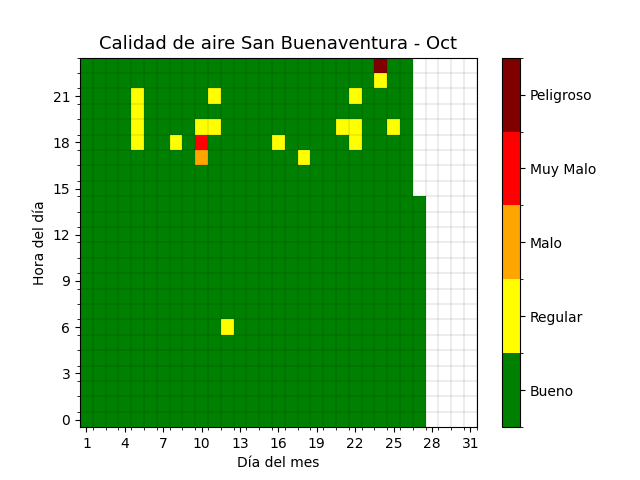 Calidad de aire San Buenaventura - Oct
Hora del día
21
18
15
12
9
6
3
0
1 4 7 10 13 16 19 22 25 28 31
Día del mes
Peligroso
Muy Malo
Malo
Regular
Bueno